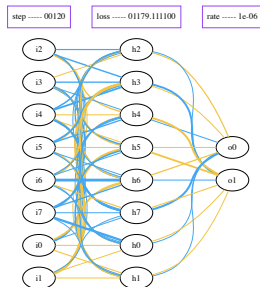 step ----- 00120 loss ----- 01179.111100 rate ----- 1e-06
i2 h2
i3 h3
i4 h4
i5 h5 o0
i6 h6 o1
i7 h7
i0 h0
i1 h1